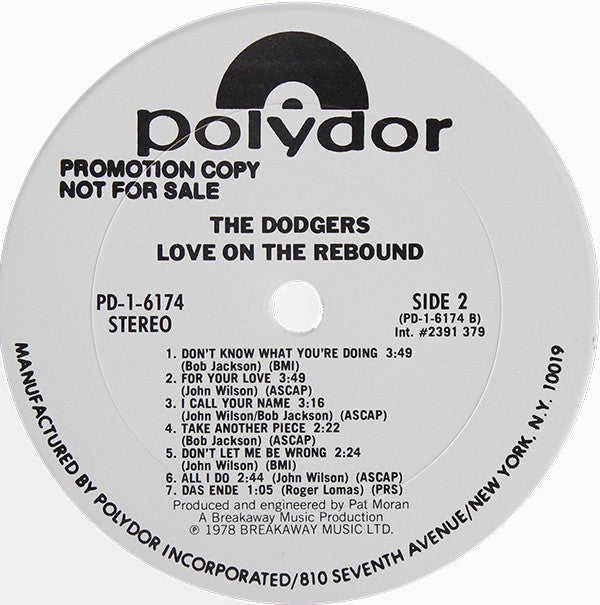 polydor
PROMOTION COPY
NOT FOR SALE
THE DODGERS
LOVE ON THE REBOUND
PD-1-6174
STEREO
SIDE 2
(PD-1-6174 B)
Int. #2391 379
1. DON'T KNOW WHAT YOU'RE DOING 3:49
(Bob Jackson) (BMI)
2. FOR YOUR LOVE 3:49
(John Wilson) (ASCAP)
3. I CALL YOUR NAME 3:16
(John Wilson/Bob Jackson) (ASCAP)
4. TAKE ANOTHER PIECE 2:22
(Bob Jackson) (ASCAP)
5. DON'T LET ME BE WRONG 2:24
(John Wilson) (BMI)
6. ALL I DO 2:44 (John Wilson) (ASCAP)
7. DAS ENDE 1:05 (Roger Lomas) (PRS)
Produced and engineered by Pat Moran
A Breakaway Music Production
℗ 1978 BREAKAWAY MUSIC LTD.
MANUFACTURED BY POLYDOR INCORPORATED/810 SEVENTH AVENUE/NEW YORK, N.Y. 10019